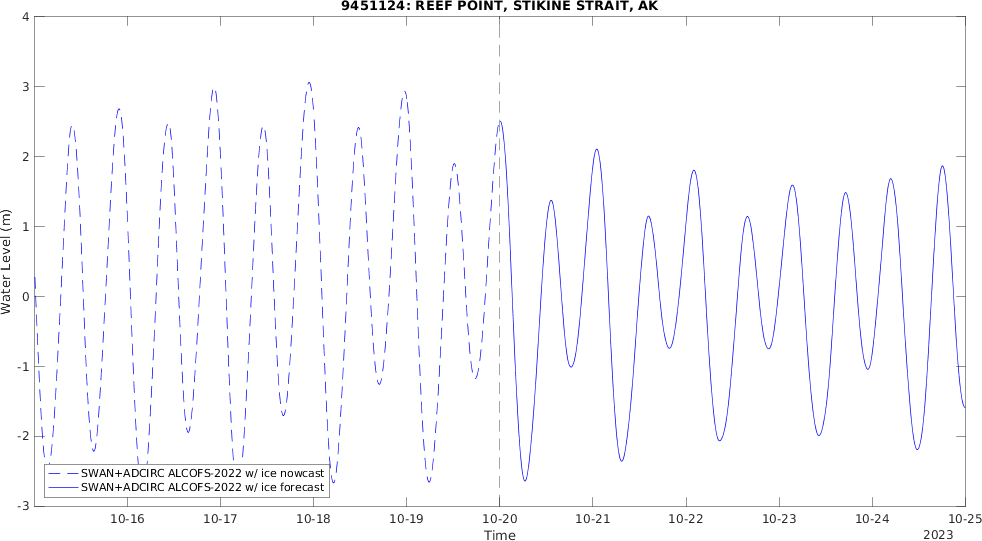 9451124: REEF POINT, STIKINE STRAIT, AK
4
3
2
1
0
-1
-2
-3
Water Level (m)
SWAN+ADCIRC ALCOFS-2022 w/ ice nowcast
SWAN+ADCIRC ALCOFS-2022 w/ ice forecast
10-16 10-17 10-18 10-19 10-20 10-21 10-22 10-23 10-24 10-25
Time
2023